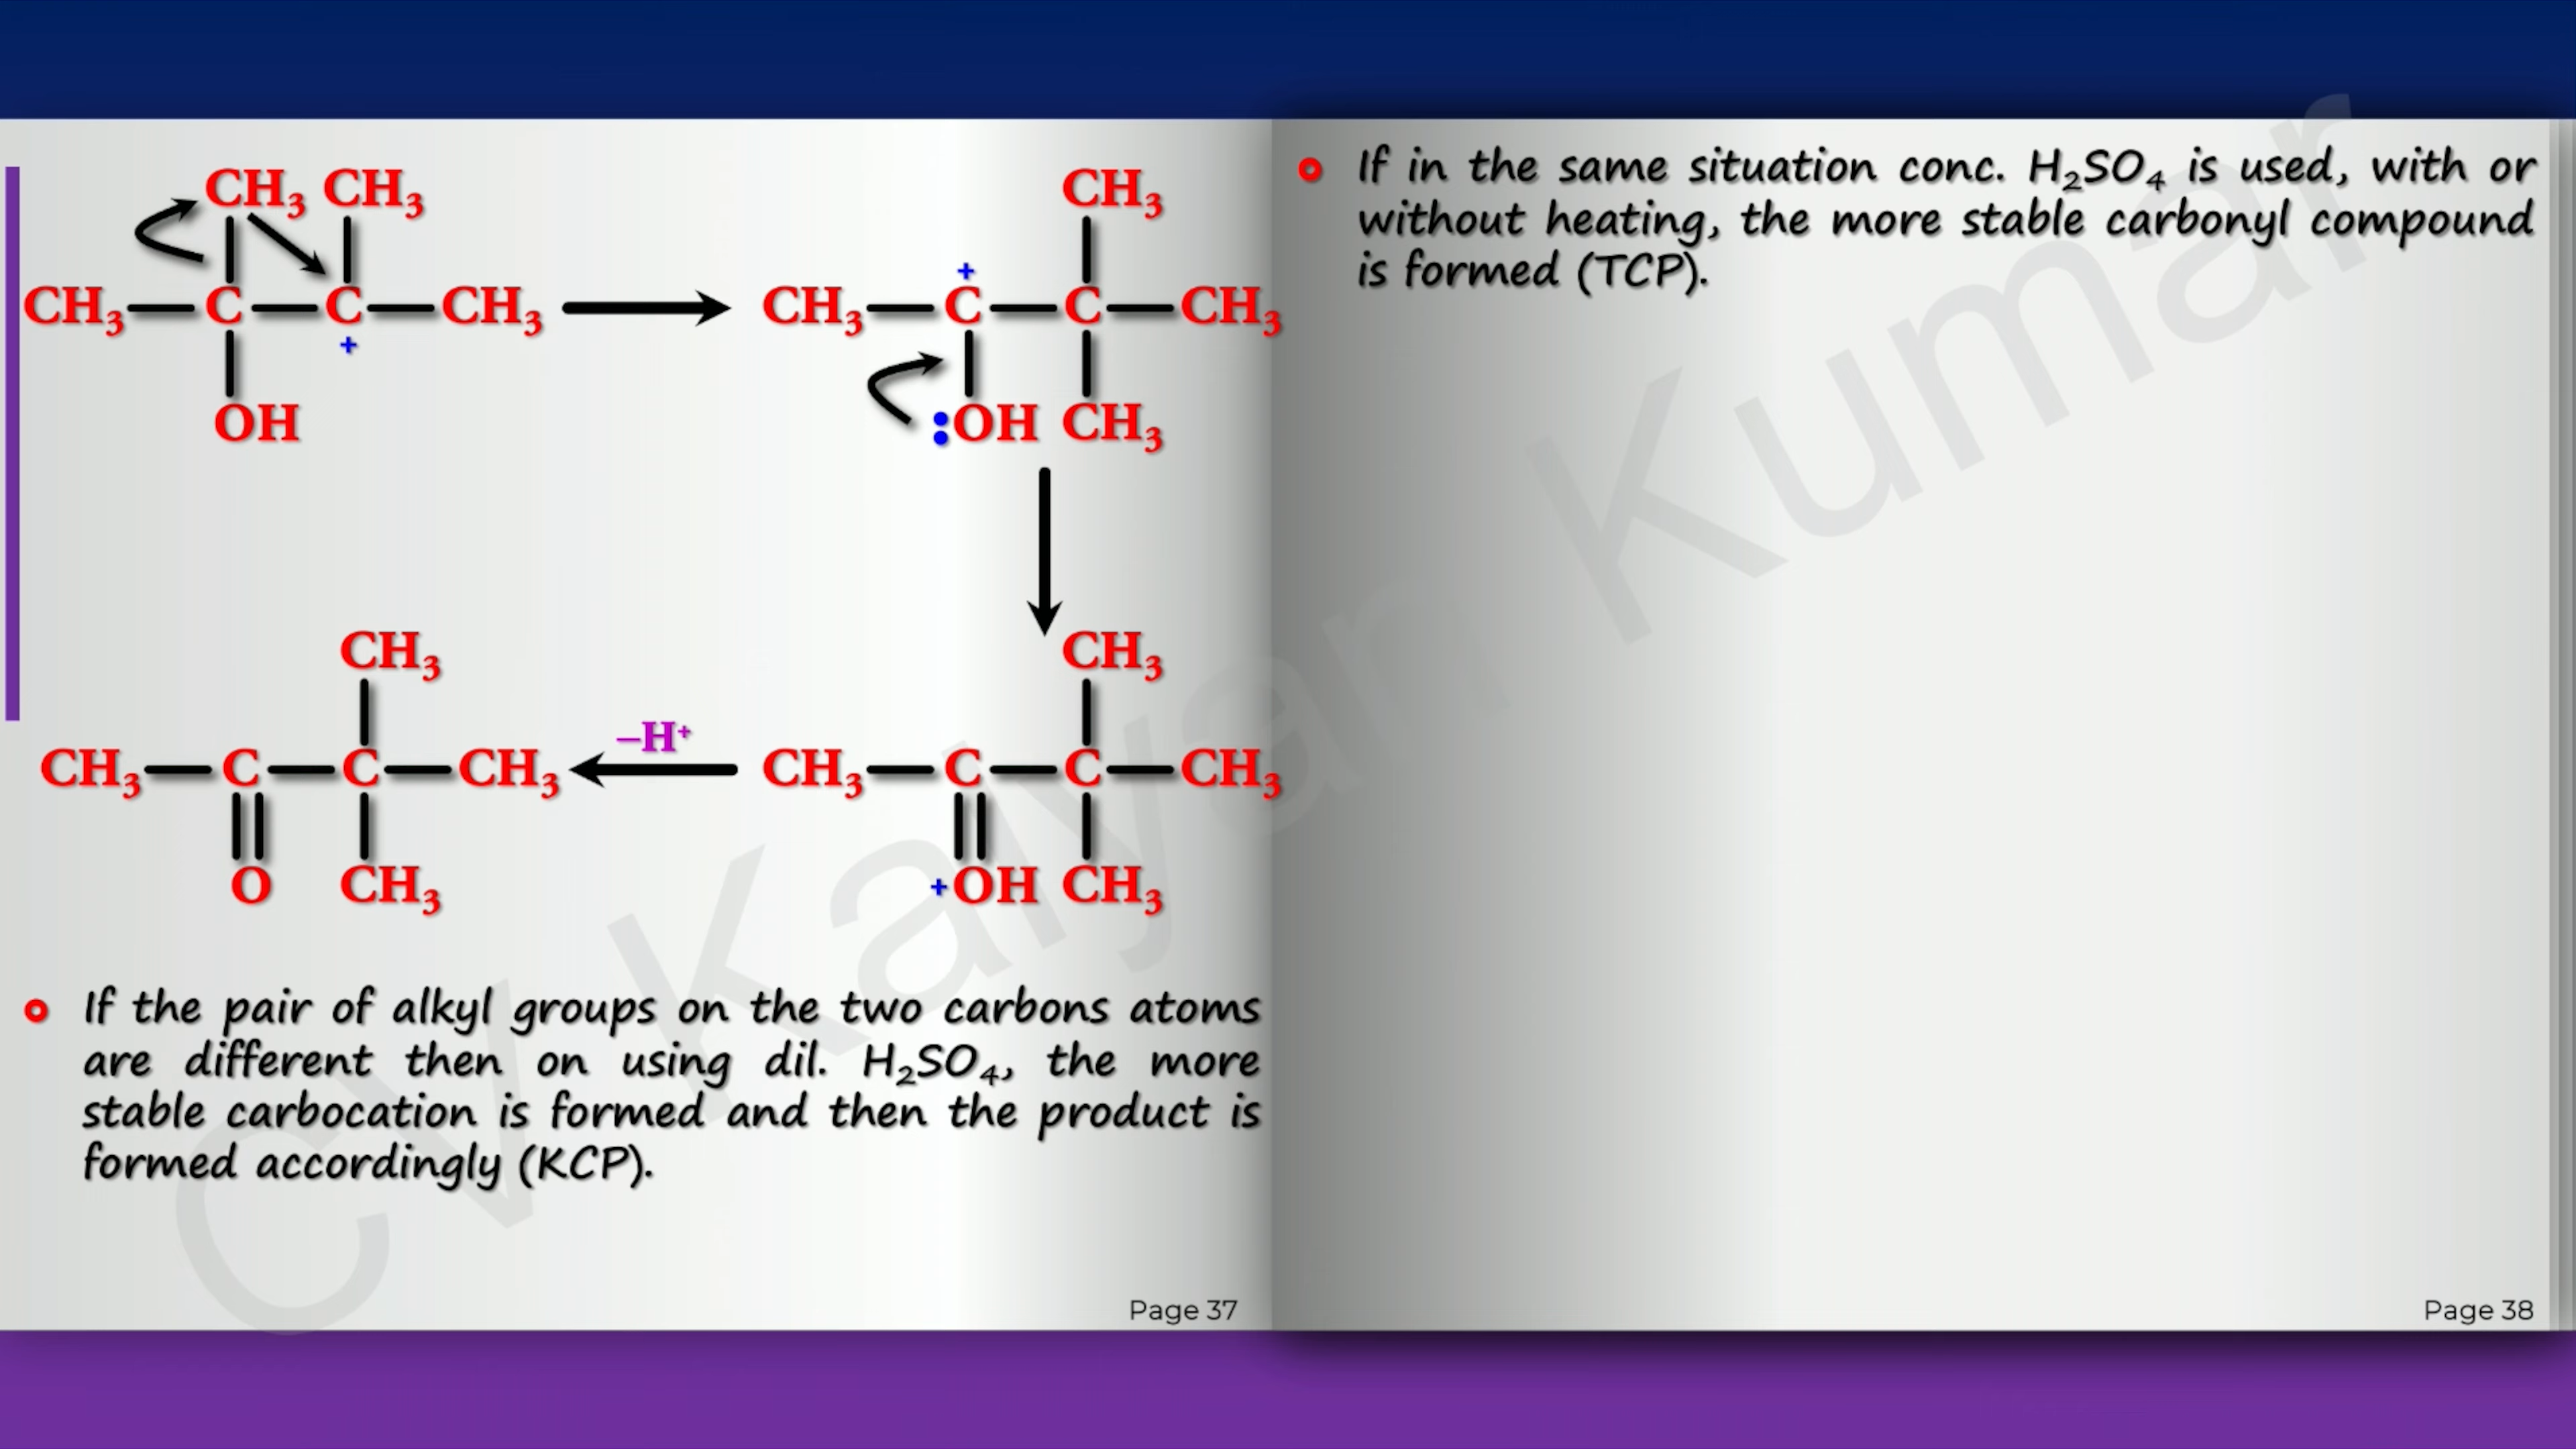 CH₃ CH₃
CH₃—C—C—CH₃
+
OH
CH₃
+
CH₃—C—C—CH₃
:OH CH₃
CH₃
CH₃—C—C—CH₃
+OH CH₃
–H⁺
CH₃
CH₃—C—C—CH₃
O CH₃
If the pair of alkyl groups on the two carbons atoms
are different then on using dil. H₂SO₄, the more
stable carbocation is formed and then the product is
formed accordingly (KCP).
Page 37
If in the same situation conc. H₂SO₄ is used, with or
without heating, the more stable carbonyl compound
is formed (TCP).
Page 38
Cv Kalyan Kumar